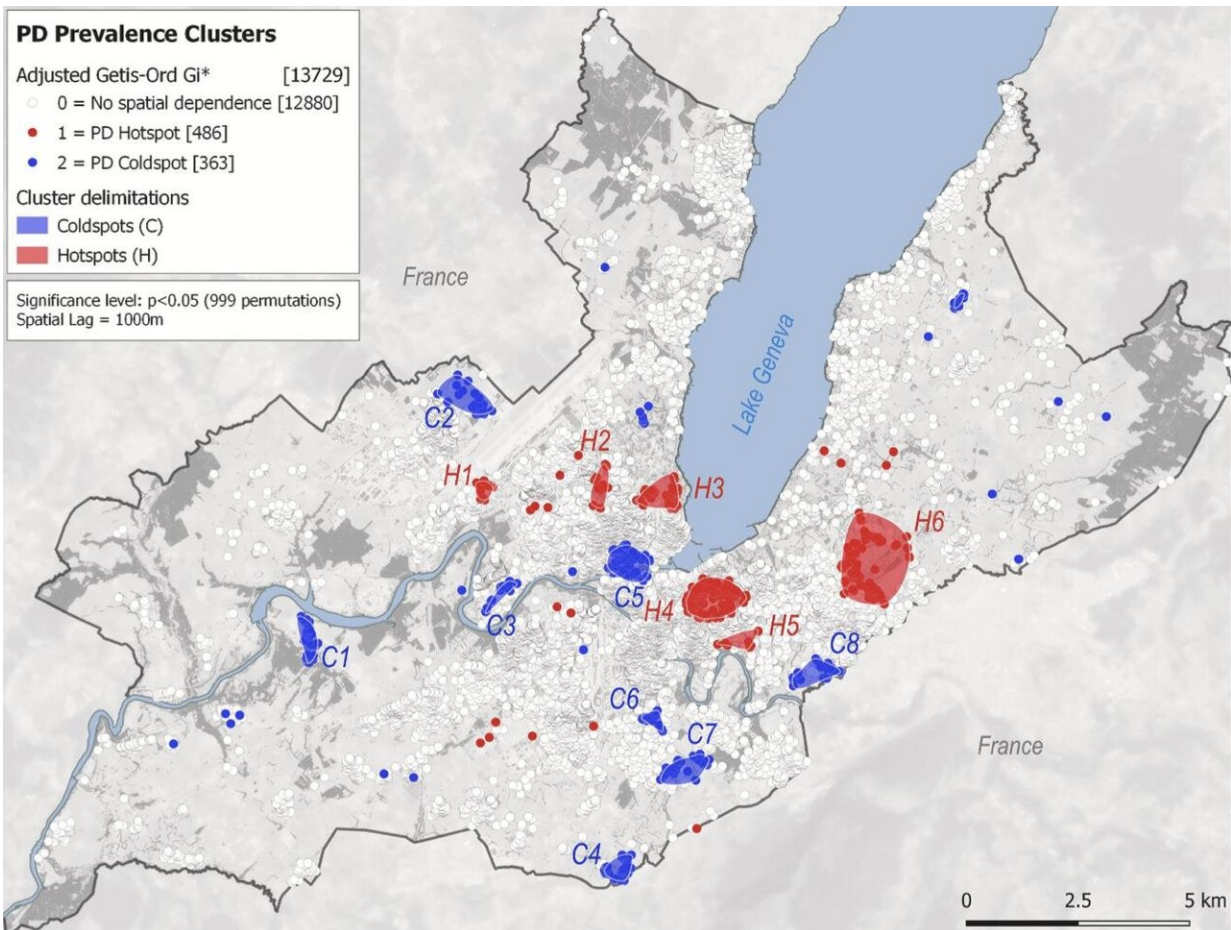 PD Prevalence Clusters
Adjusted Getis-Ord Gi* [13729]
0 = No spatial dependence [12880]
1 = PD Hotspot [486]
2 = PD Coldspot [363]
Cluster delimitations
Coldspots (C)
Hotspots (H)
Significance level: p<0.05 (999 permutations)
Spatial Lag = 1000m
France
Lake Geneva
C2
H1
H2
H3
H6
C5
H4
C3
H5
C1
C8
C6
C7
France
C4
0 2.5 5 km